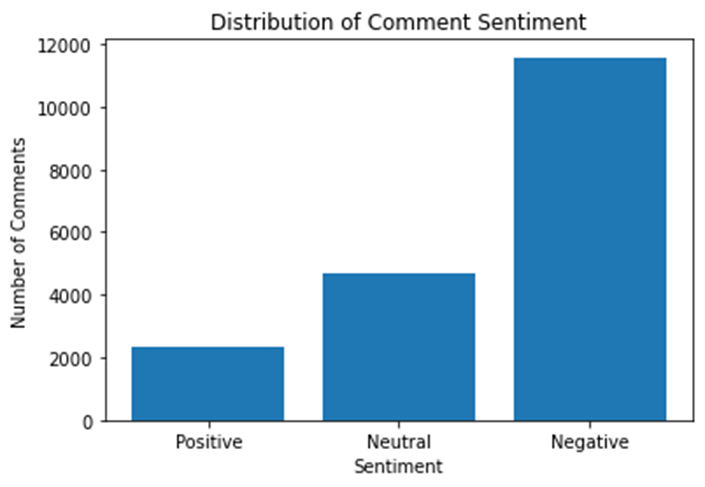 Distribution of Comment Sentiment
12000
10000
8000
6000
4000
2000
0
Number of Comments
Positive Neutral Negative
Sentiment